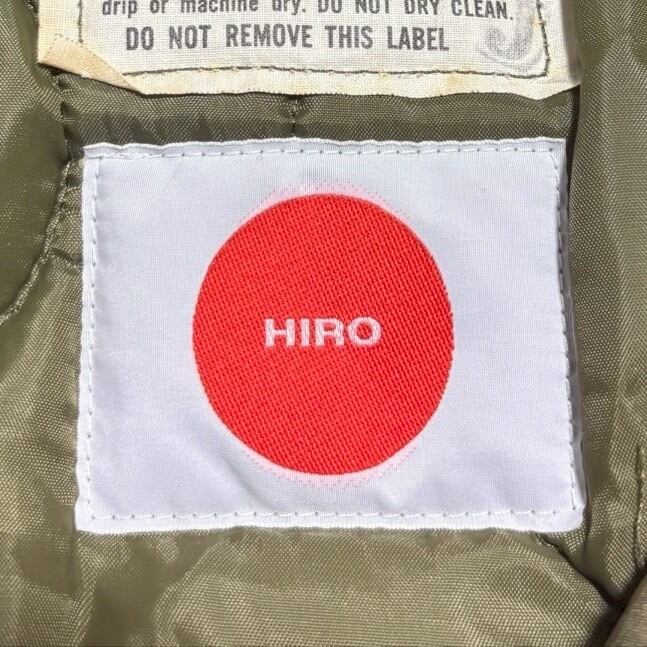 drip or machine dry. DO NOT DRY CLEAN.
DO NOT REMOVE THIS LABEL
HIRO